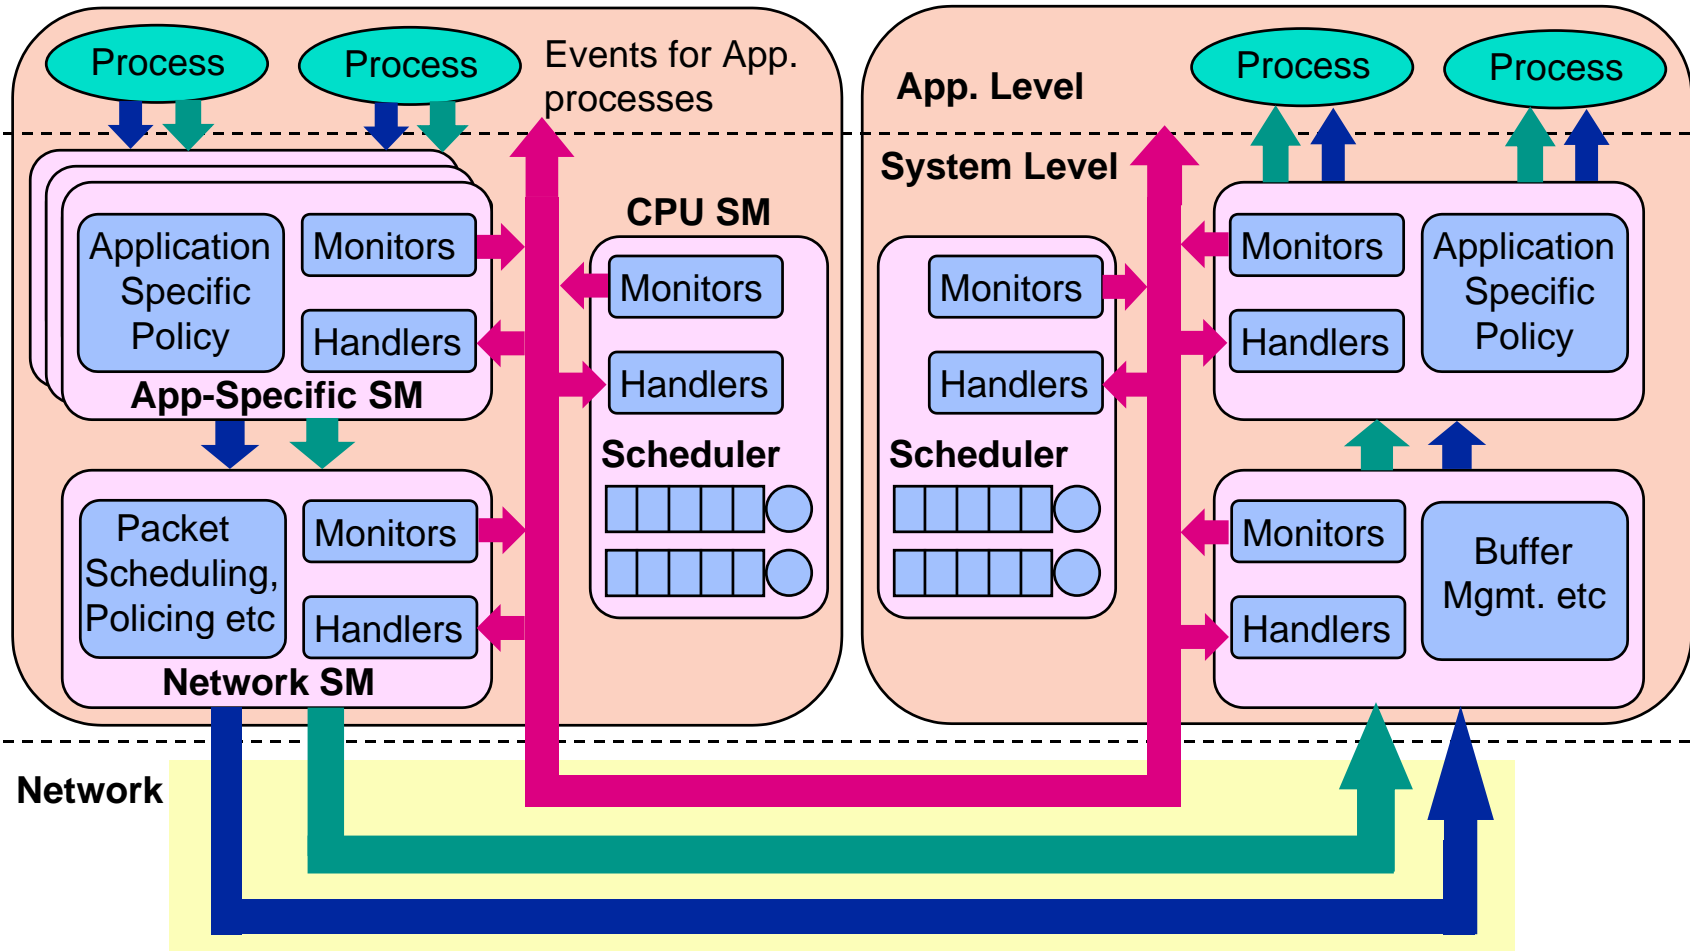 Process
Process
Events for App.
processes
App. Level
Process
Process
System Level
CPU SM
Application
Specific
Policy
Monitors
Handlers
App-Specific SM
Monitors
Handlers
Scheduler
Monitors
Handlers
Scheduler
Monitors
Handlers
Application
Specific
Policy
Packet
Scheduling,
Policing etc
Monitors
Handlers
Network SM
Monitors
Handlers
Buffer
Mgmt. etc
Network